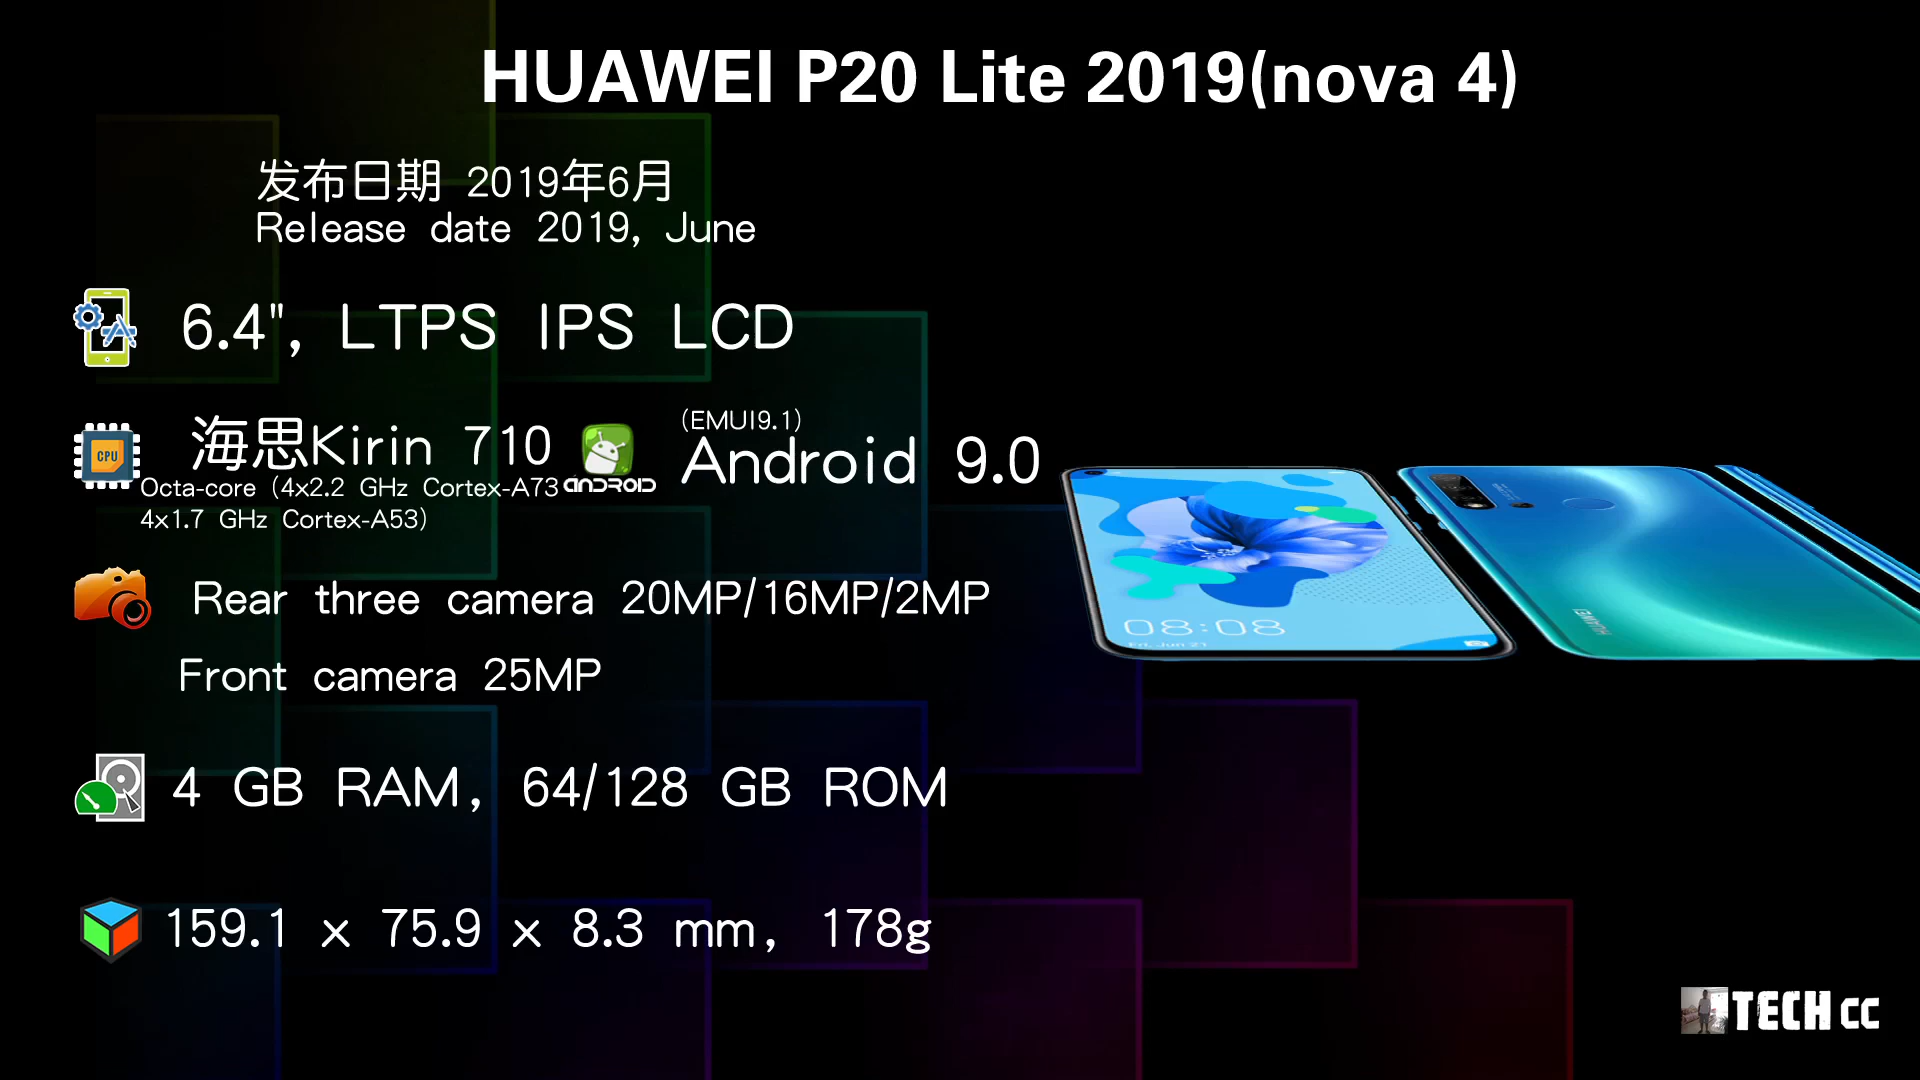 HUAWEI P20 Lite 2019(nova 4)
发布日期 2019年6月
Release date 2019, June
6.4", LTPS IPS LCD
海思Kirin 710
Octa-core (4x2.2 GHz Cortex-A73
4x1.7 GHz Cortex-A53)
CPU
ANDROID
(EMUI9.1)
Android 9.0
Rear three camera 20MP/16MP/2MP
Front camera 25MP
4 GB RAM, 64/128 GB ROM
159.1 x 75.9 x 8.3 mm, 178g
08:08
Fri, Jun 21
HUAWEI
TECH CC